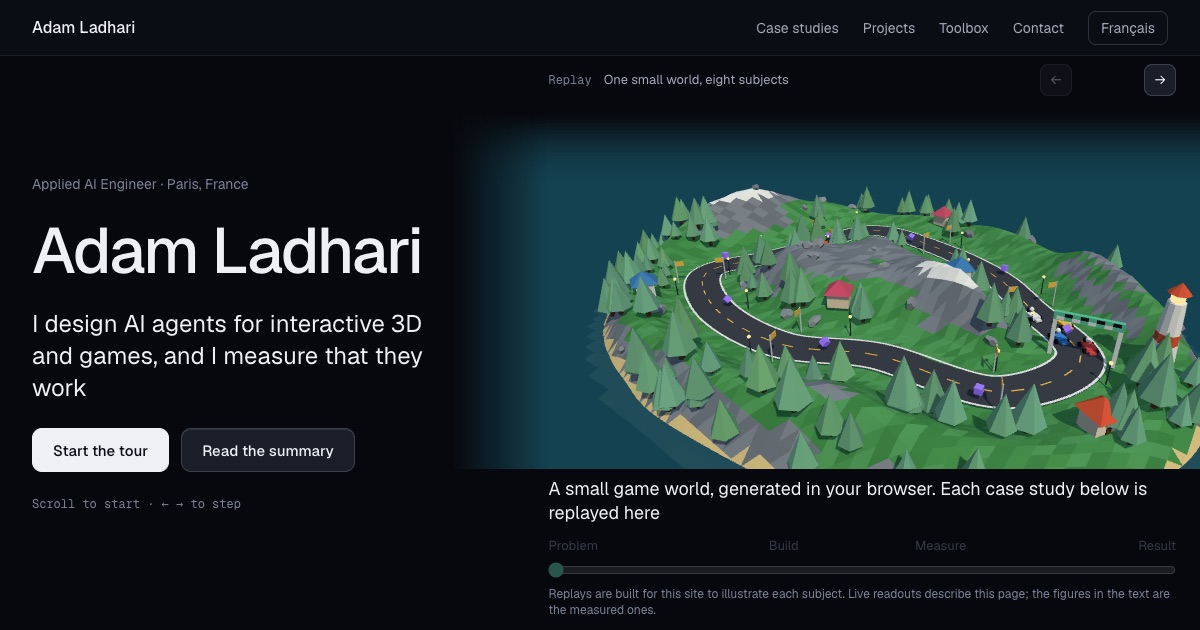 Adam Ladhari
Case studies
Projects
Toolbox
Contact
Français
Replay One small world, eight subjects
←
→
Applied AI Engineer · Paris, France
Adam Ladhari
I design AI agents for interactive 3D
and games, and I measure that they
work
Start the tour
Read the summary
Scroll to start · ← → to step
A small game world, generated in your browser. Each case study below is
replayed here
Problem
Build
Measure
Result
Replays are built for this site to illustrate each subject. Live readouts describe this page; the figures in the text are
the measured ones.